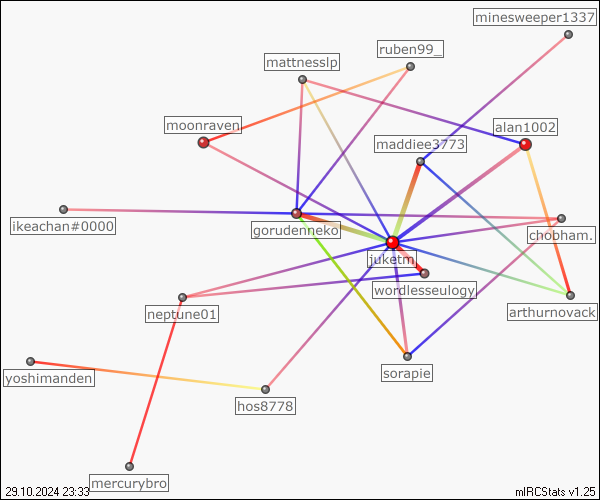 minesweeper1337
ruben99_
mattnesslp
moonraven
alan1002
maddiee3773
ikeachan#0000
gorudenneko
chobham.
juketn
wordlesseulogy
neptune01
arthurnovack
yoshimanden
sorapie
hos8778
mercurybro
29.10.2024 23:33
mIRCStats v1.25